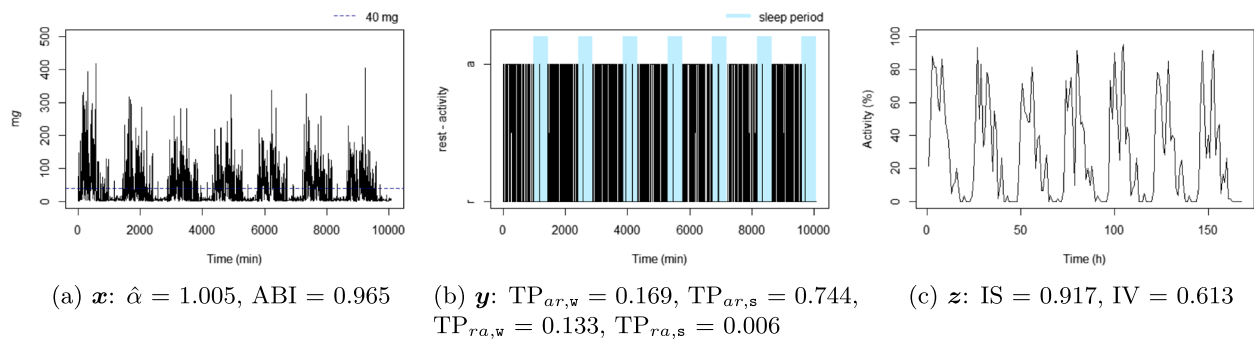 40 mg
500
400
300
200
100
0
mg
0 2000 4000 6000 8000 10000
Time (min)
(a) x: α̂ = 1.005, ABI = 0.965
sleep period
a
r
rest - activity
0 2000 4000 6000 8000 10000
Time (min)
(b) y: TP_{ar,w} = 0.169, TP_{ar,s} = 0.744,
TP_{ra,w} = 0.133, TP_{ra,s} = 0.006
100
80
60
40
20
0
Activity (%)
0 50 100 150
Time (h)
(c) z: IS = 0.917, IV = 0.613